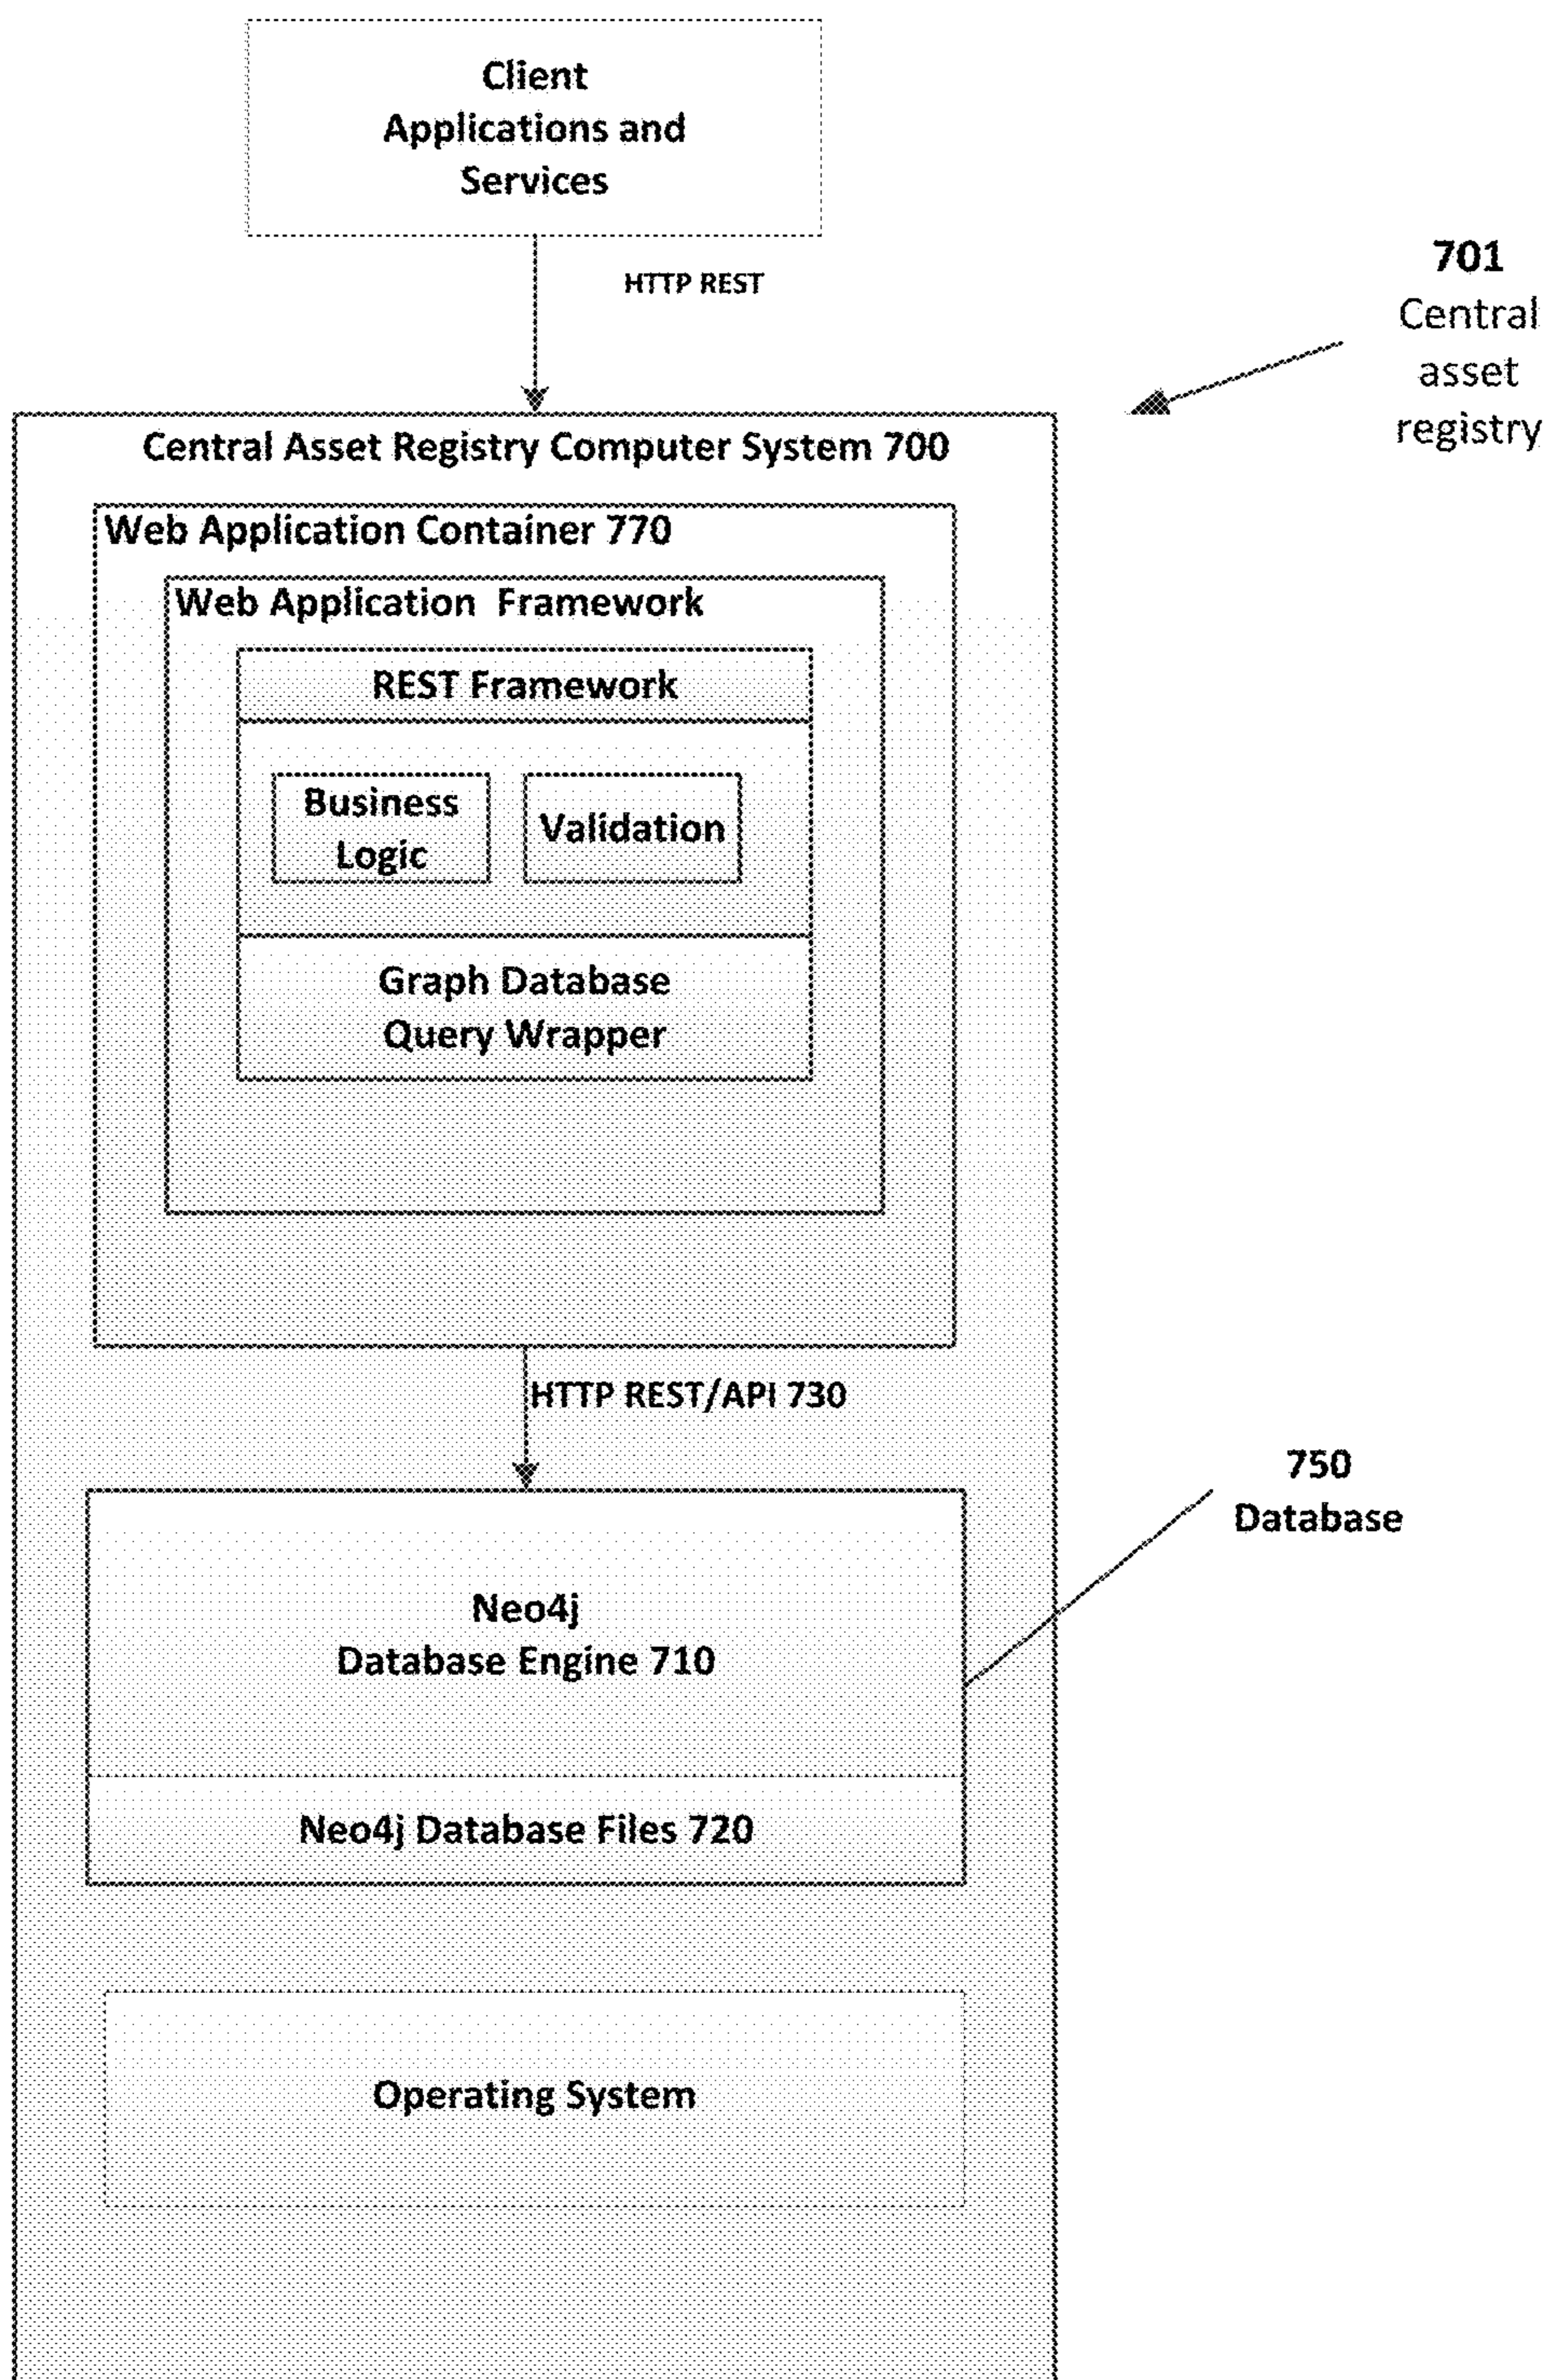 Client
Applications and
Services
HTTP REST
701
Central
asset
registry
Central Asset Registry Computer System 700
Web Application Container 770
Web Application Framework
REST Framework
Business
Logic
Validation
Graph Database
Query Wrapper
HTTP REST/API 730
750
Database
Neo4j
Database Engine 710
Neo4j Database Files 720
Operating System